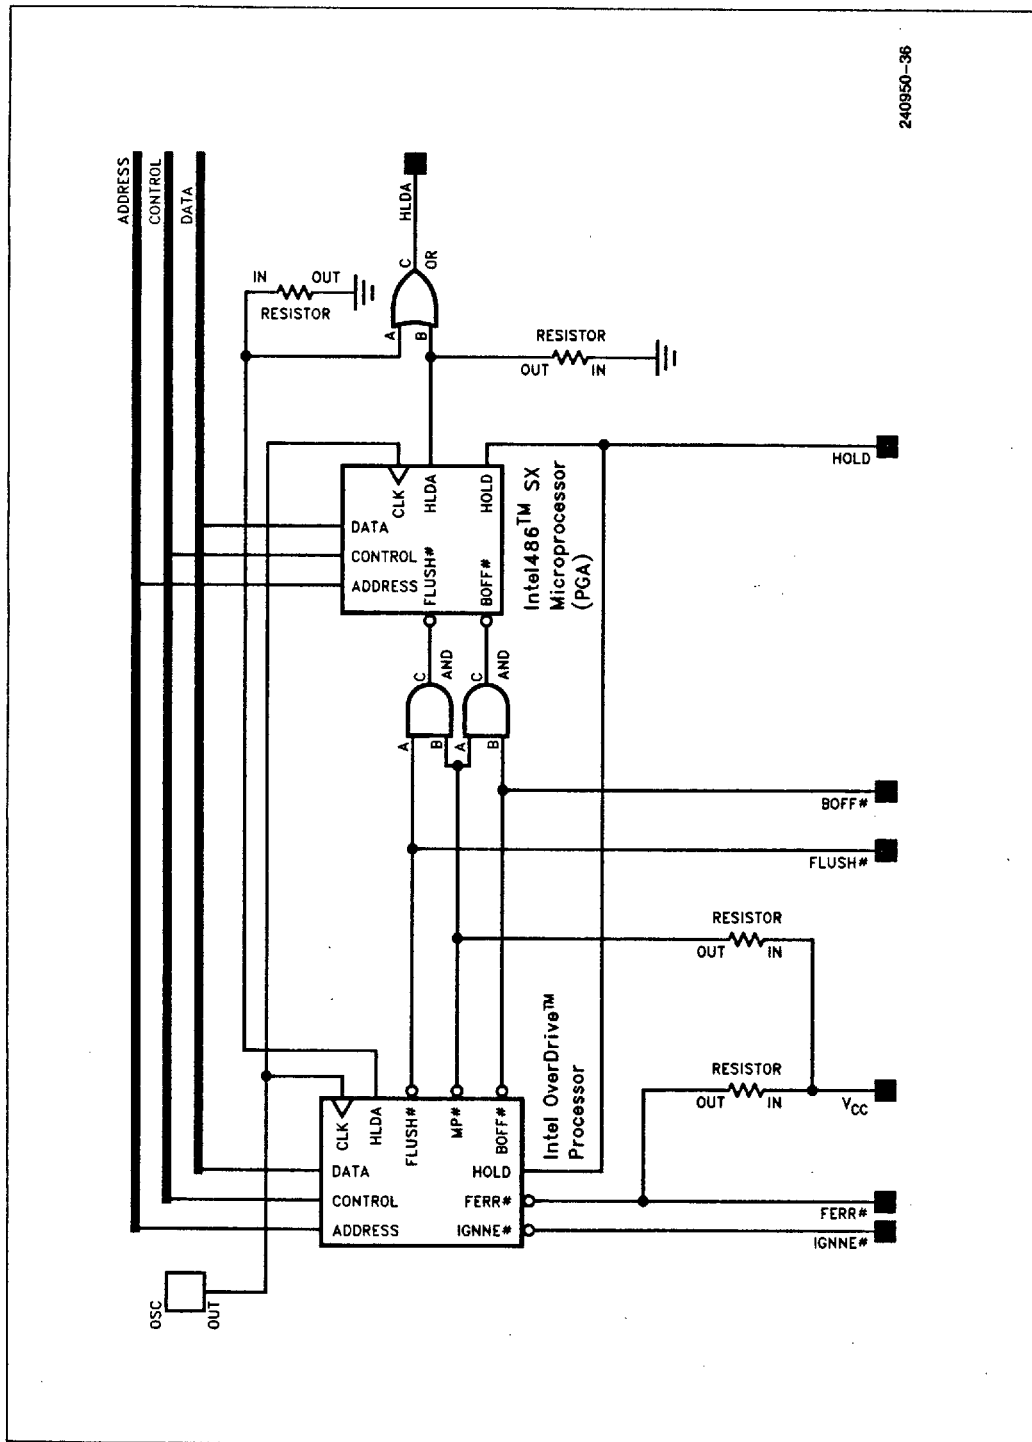 240950-36
ADDRESS
CONTROL
DATA
HLDA
C
OR
IN
OUT
RESISTOR
A
B
RESISTOR
OUT
IN
CLK
HLDA
HOLD
DATA
CONTROL
ADDRESS
FLUSH#
BOFF#
Intel486™ SX
Microprocessor
(PGA)
HOLD
C
AND
C
AND
A
B
A
B
BOFF#
FLUSH#
RESISTOR
OUT
IN
Intel OverDrive™
Processor
RESISTOR
OUT
IN
VCC
CLK
HLDA
FLUSH#
MP#
BOFF#
DATA
CONTROL
ADDRESS
HOLD
FERR#
IGNNE#
FERR#
IGNNE#
OSC
OUT